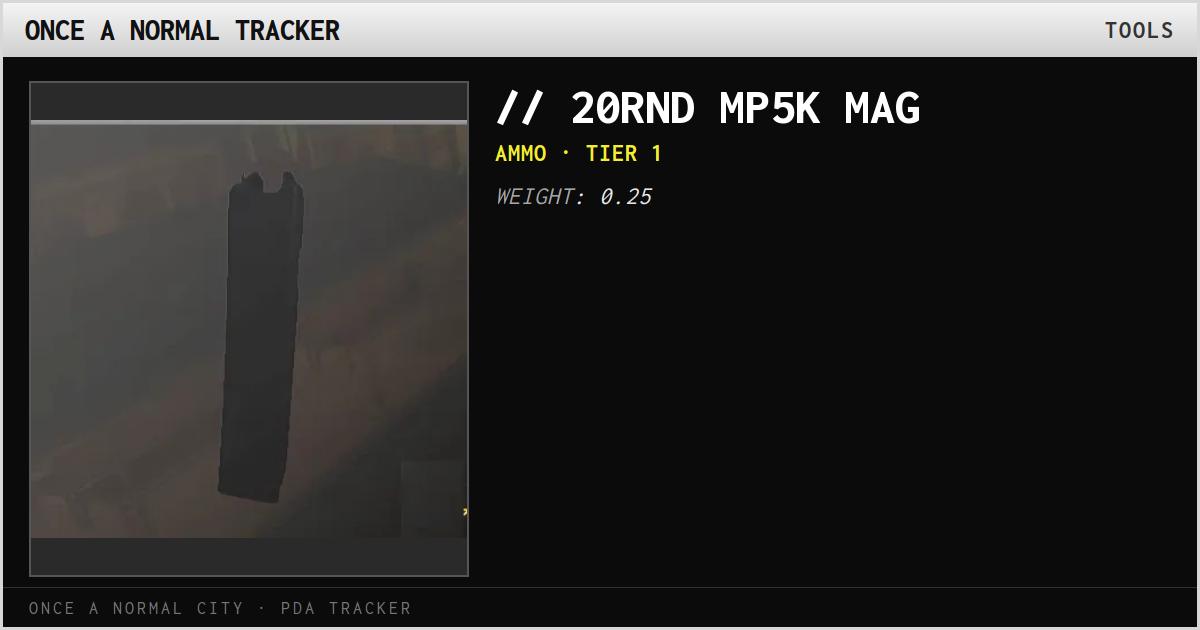 ONCE A NORMAL TRACKER
TOOLS
// 20RND MP5K MAG
AMMO · TIER 1
WEIGHT: 0.25
ONCE A NORMAL CITY · PDA TRACKER